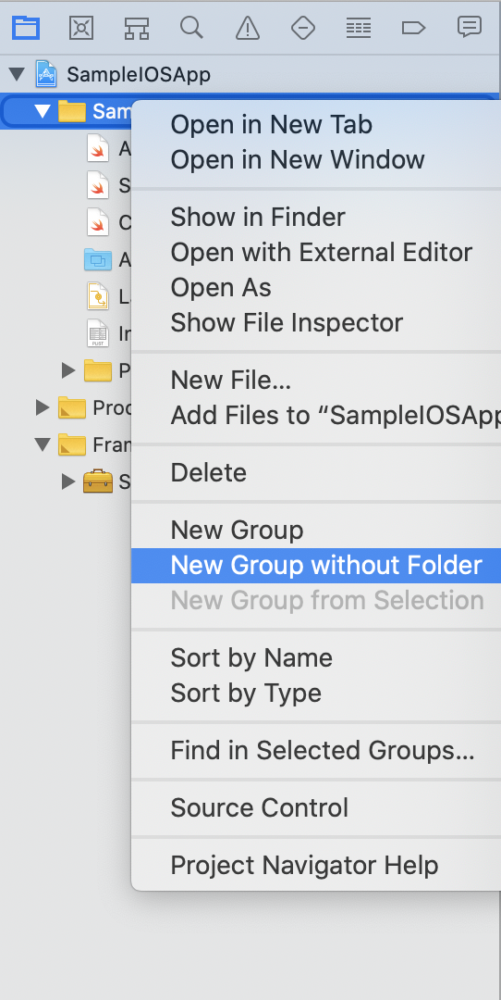 SampleIOSApp
Sam
Open in New Tab
Open in New Window
Show in Finder
Open with External Editor
Open As
Show File Inspector
New File...
Add Files to “SampleIOSApp
Delete
New Group
New Group without Folder
New Group from Selection
Sort by Name
Sort by Type
Find in Selected Groups...
Source Control
Project Navigator Help
A
S
C
A
L
In
PLIST
P
Proc
Fran
S